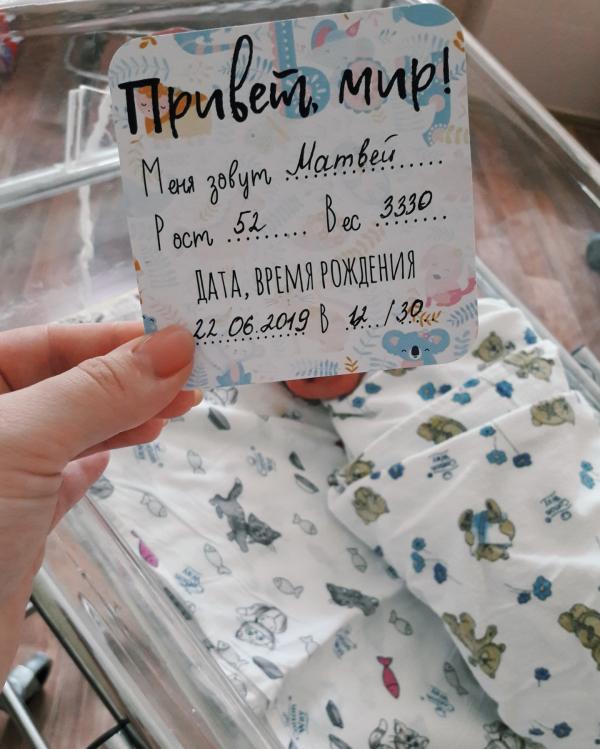 Привет, мир!
Меня зовут Матвей
Рост 52 Вес 3330
ДАТА, ВРЕМЯ РОЖДЕНИЯ
22.06.2019 В 12 / 30